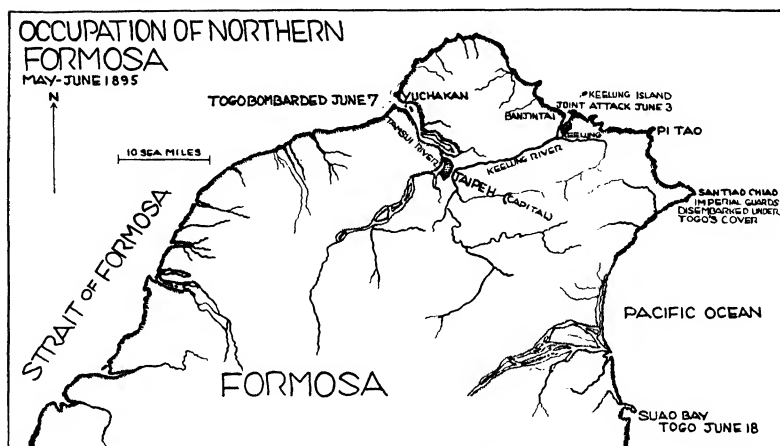 OCCUPATION OF NORTHERN
FORMOSA
MAY-JUNE 1895
N
10 SEA MILES
TOGO BOMBARDED JUNE 7
YUCHAKAN
TAMSUI RIVER
KEELUNG ISLAND
JOINT ATTACK JUNE 3
BANJINTAI
KEELUNG
PI TAO
KEELUNG RIVER
TAIPEH (CAPITAL)
SANTIAO CHIAO
IMPERIAL GUARDS
DISEMBARKED UNDER
TOGO'S COVER
STRAIT OF FORMOSA
PACIFIC OCEAN
FORMOSA
SUAO BAY
TOGO JUNE 18